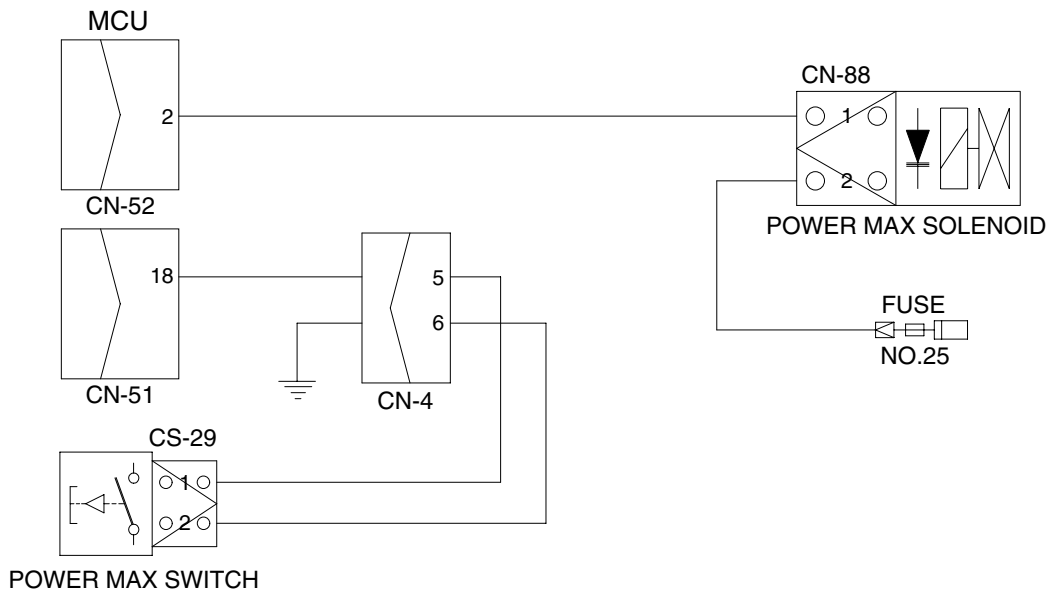 MCU
2
CN-52
CN-88
1
2
POWER MAX SOLENOID
18
CN-51
5
6
CN-4
FUSE
NO.25
CS-29
1
2
POWER MAX SWITCH